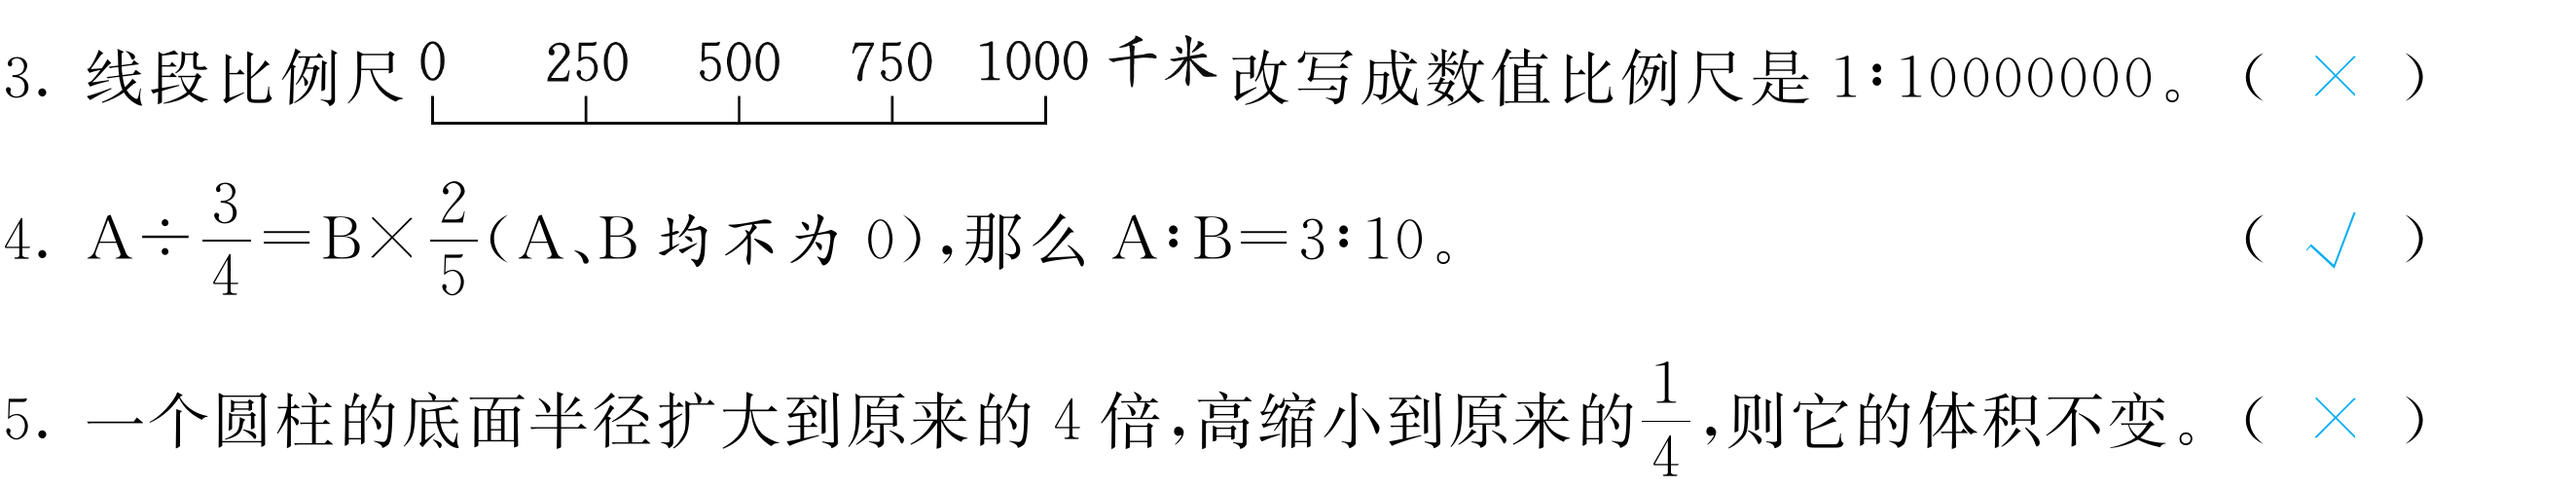 3. 线段比例尺 0 250 500 750 1000 千米 改写成数值比例尺是 1∶100000000。( × )
4. A÷3/4=B×2/5(A、B 均不为 0),那么 A∶B=3∶10。( √ )
5. 一个圆柱的底面半径扩大到原来的 4 倍,高缩小到原来的1/4,则它的体积不变。( × )